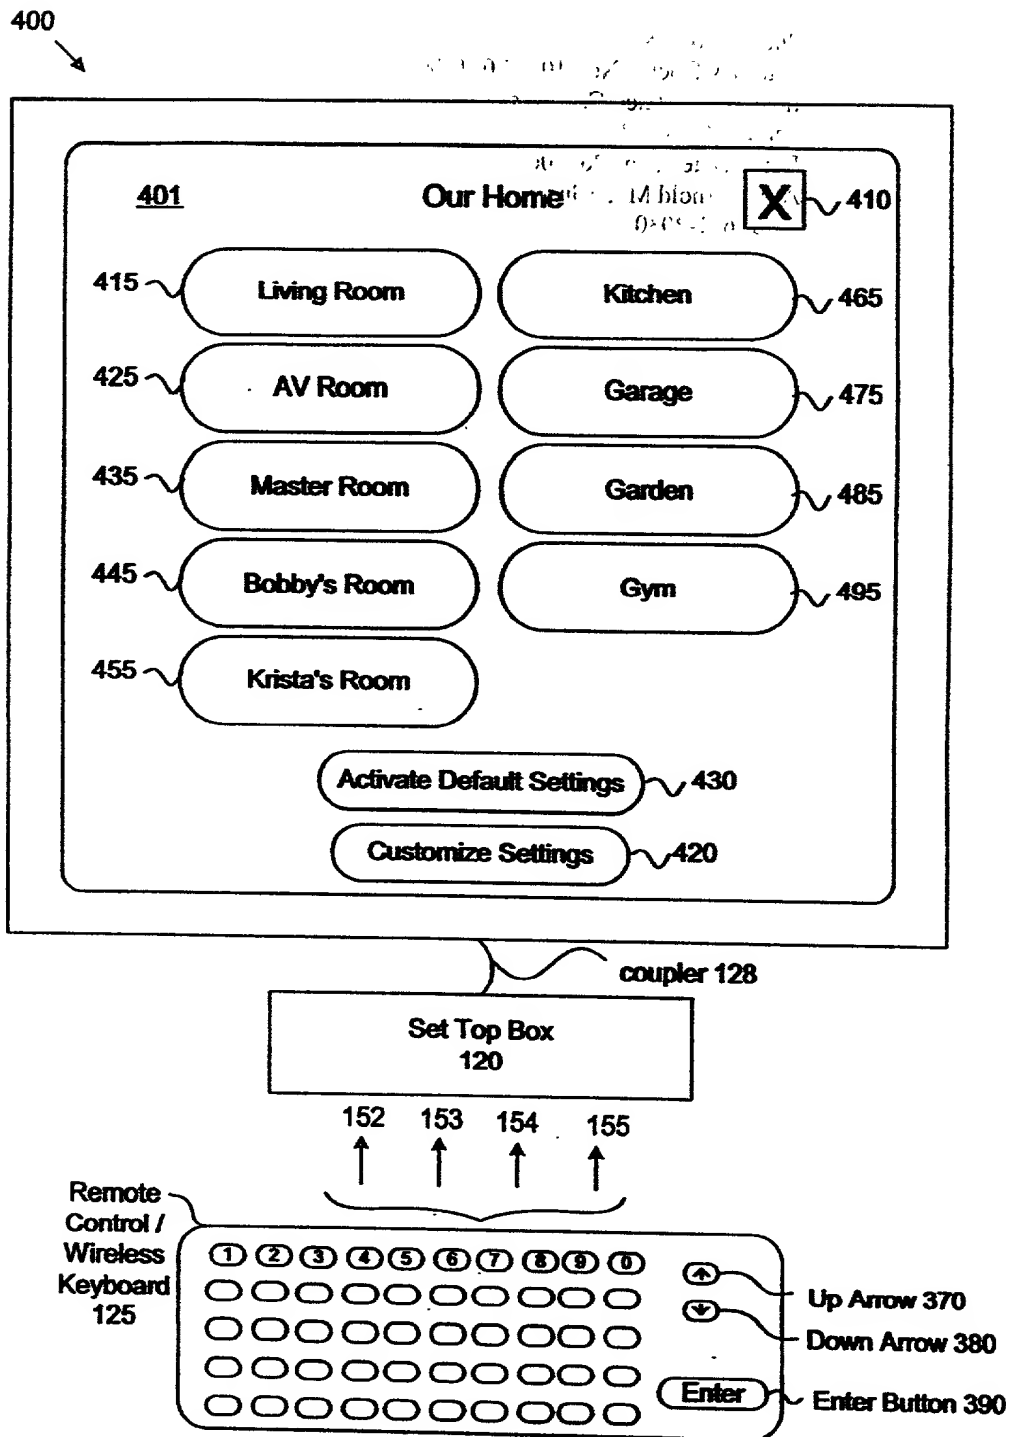 400
401 Our Home X 410
415 Living Room Kitchen 465
425 AV Room Garage 475
435 Master Room Garden 485
445 Bobby's Room Gym 495
455 Krista's Room
Activate Default Settings 430
Customize Settings 420
coupler 128
Set Top Box
120
152 153 154 155
Remote
Control /
Wireless
Keyboard
125
1 2 3 4 5 6 7 8 9 0
Up Arrow 370
Down Arrow 380
Enter Enter Button 390